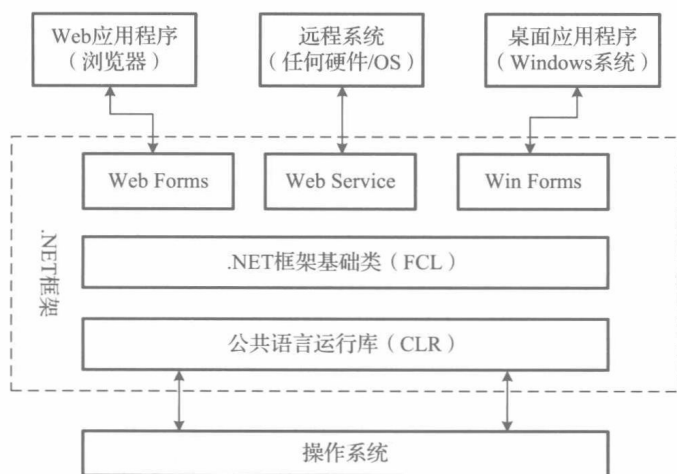 Web应用程序
（浏览器）
远程系统
（任何硬件/OS）
桌面应用程序
（Windows系统）
Web Forms
Web Service
Win Forms
.NET框架
.NET框架基础类（FCL）
公共语言运行库（CLR）
操作系统